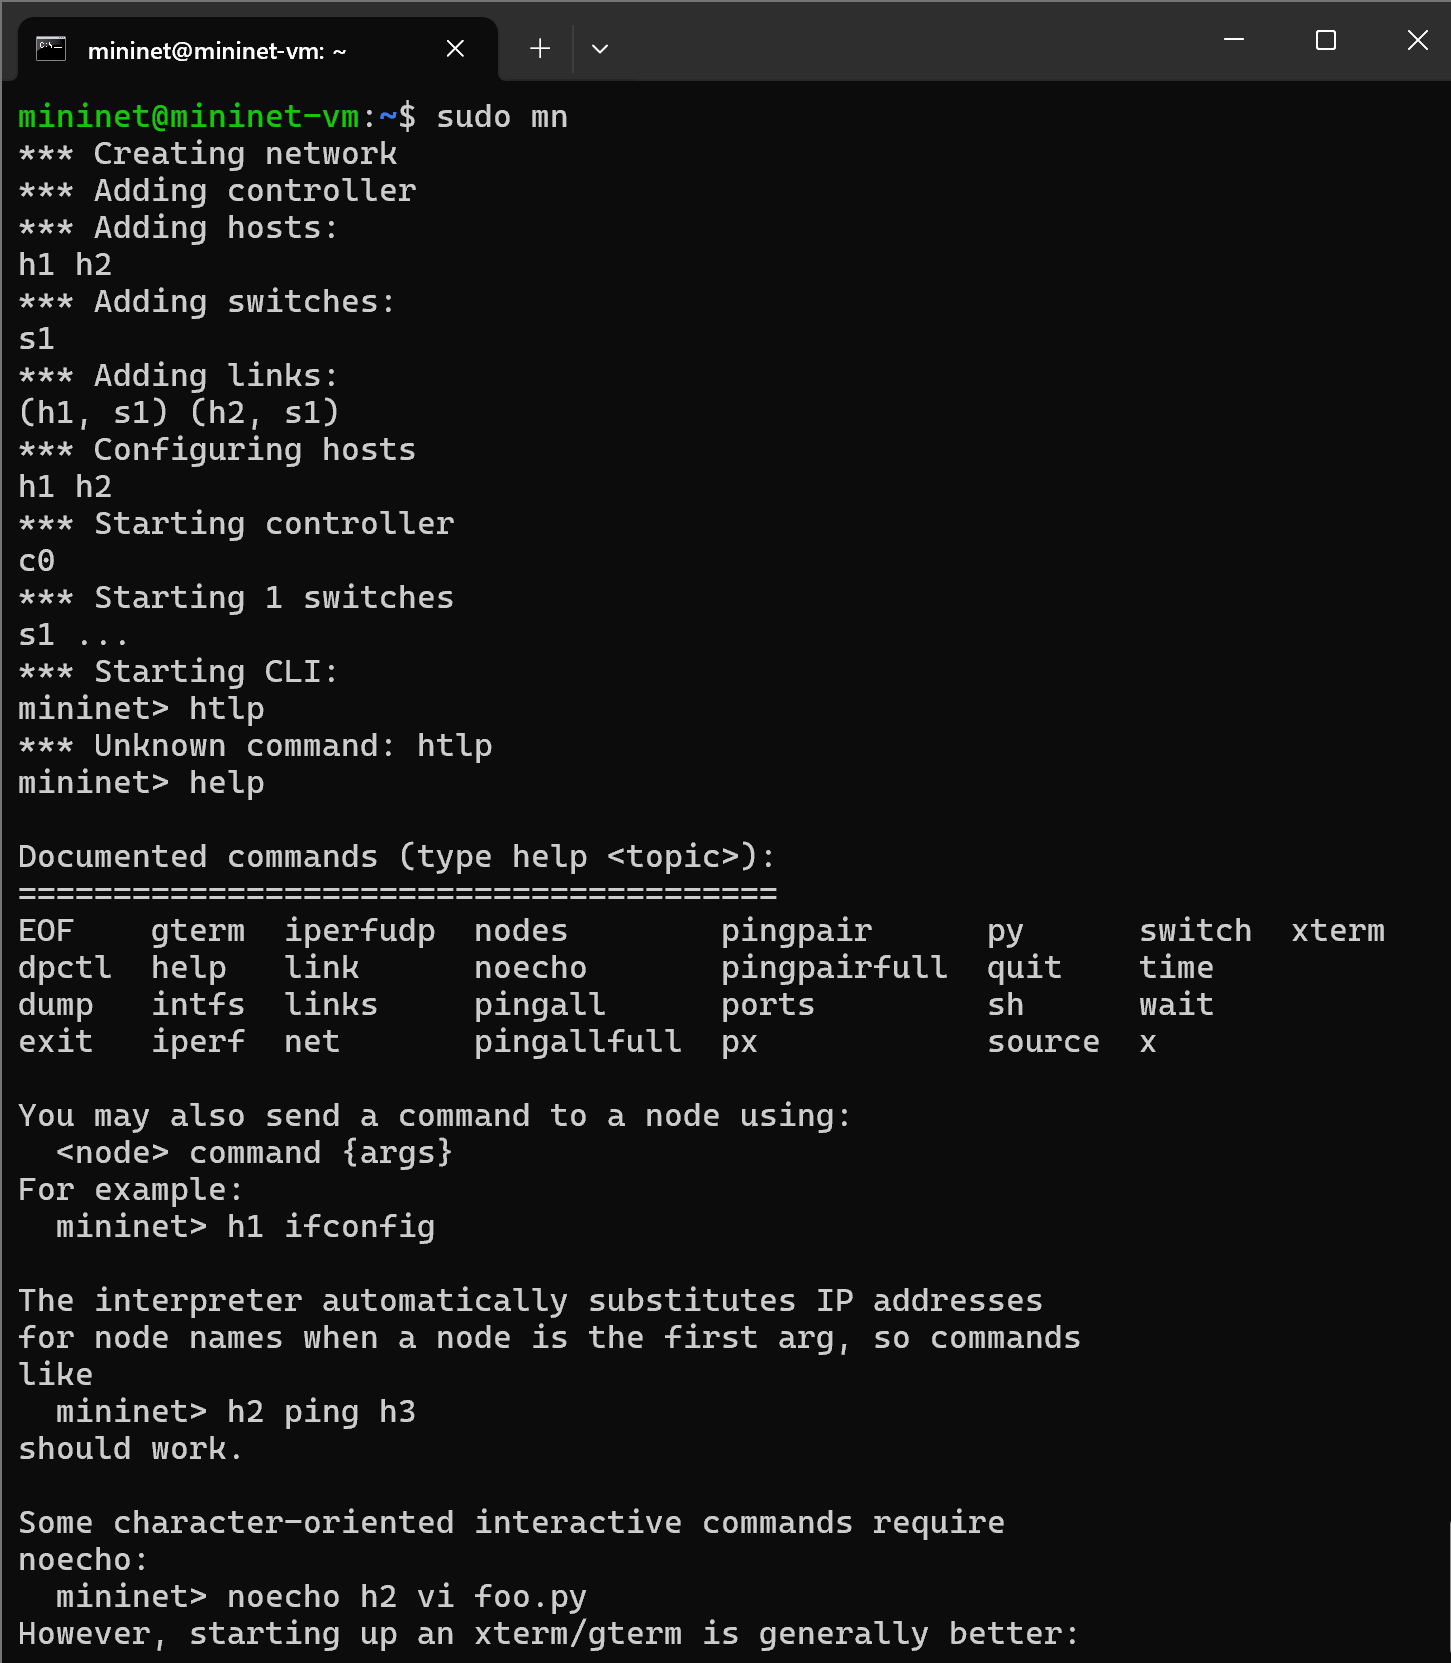 mininet@mininet-vm: ~
mininet@mininet-vm:~$ sudo mn
*** Creating network
*** Adding controller
*** Adding hosts:
h1 h2
*** Adding switches:
s1
*** Adding links:
(h1, s1) (h2, s1)
*** Configuring hosts
h1 h2
*** Starting controller
c0
*** Starting 1 switches
s1 ...
*** Starting CLI:
mininet> htlp
*** Unknown command: htlp
mininet> help

Documented commands (type help <topic>):
========================================
EOF    gterm  iperfudp  nodes        pingpair      py      switch  xterm
dpctl  help   link      noecho       pingpairfull  quit    time
dump   intfs  links     pingall      ports         sh      wait
exit   iperf  net       pingallfull  px            source  x

You may also send a command to a node using:
  <node> command {args}
For example:
  mininet> h1 ifconfig

The interpreter automatically substitutes IP addresses
for node names when a node is the first arg, so commands
like
  mininet> h2 ping h3
should work.

Some character-oriented interactive commands require
noecho:
  mininet> noecho h2 vi foo.py
However, starting up an xterm/gterm is generally better: